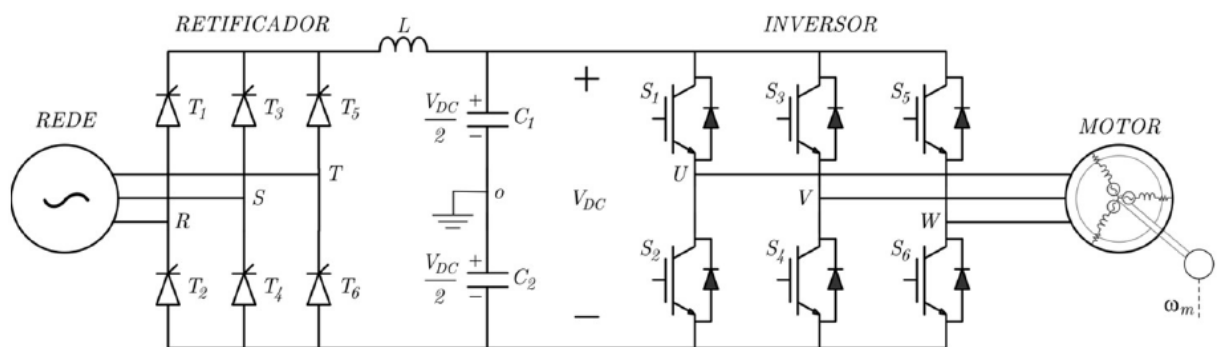 RETIFICADOR
L
INVERSOR
REDE
MOTOR
T1
T3
T5
VDC
2
+
−
C1
+
S1
S3
S5
R
S
T
o
VDC
U
V
W
T2
T4
T6
VDC
2
+
−
C2
−
S2
S4
S6
ωm